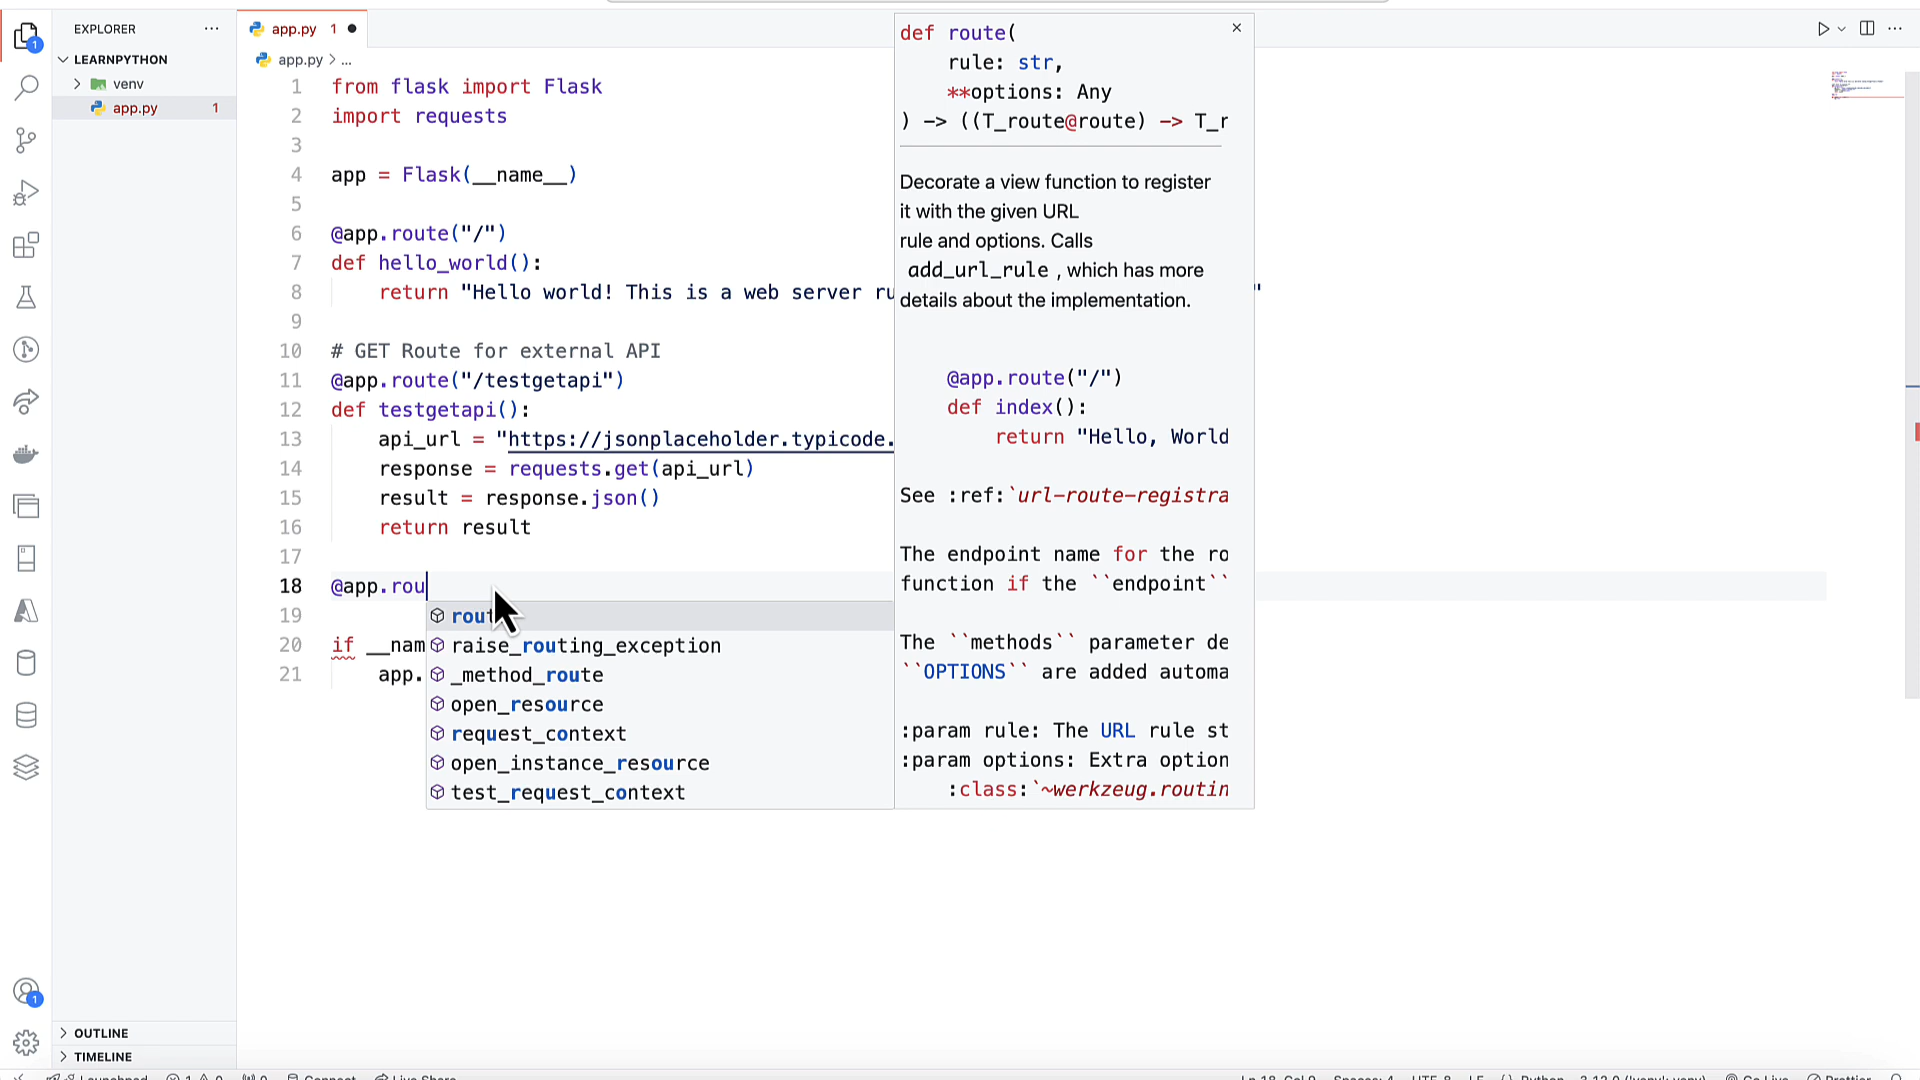 EXPLORER
LEARNPYTHON
venv
app.py 1
OUTLINE
TIMELINE
1
1
app.py 1
app.py > ...
1 from flask import Flask
2 import requests
3
4 app = Flask(__name__)
5
6 @app.route("/")
7 def hello_world():
8 return "Hello world! This is a web server ru
"
9
10 # GET Route for external API
11 @app.route("/testgetapi")
12 def testgetapi():
13 api_url = "https://jsonplaceholder.typicode.
14 response = requests.get(api_url)
15 result = response.json()
16 return result
17
18 @app.rou
19
20 if __nam
21 app.
rout
raise_routing_exception
_method_route
open_resource
request_context
open_instance_resource
test_request_context
def route(
rule: str,
**options: Any
) -> ((T_route@route) -> T_r
Decorate a view function to register
it with the given URL
rule and options. Calls
add_url_rule , which has more
details about the implementation.
@app.route("/")
def index():
return "Hello, World
See :ref:`url-route-registra
The endpoint name for the ro
function if the ``endpoint``
The ``methods`` parameter de
``OPTIONS`` are added automa
:param rule: The URL rule st
:param options: Extra option
:class:`~werkzeug.routin